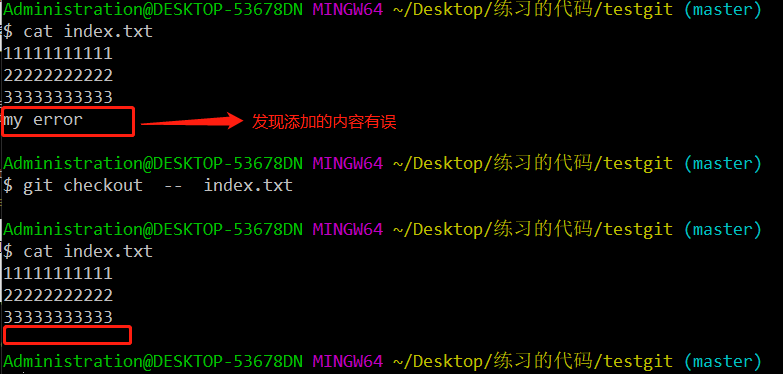 Administration@DESKTOP-53678DN MINGW64 ~/Desktop/练习的代码/testgit (master)
$ cat index.txt
11111111111
22222222222
33333333333
my error 发现添加的内容有误
Administration@DESKTOP-53678DN MINGW64 ~/Desktop/练习的代码/testgit (master)
$ git checkout  --  index.txt
Administration@DESKTOP-53678DN MINGW64 ~/Desktop/练习的代码/testgit (master)
$ cat index.txt
11111111111
22222222222
33333333333
Administration@DESKTOP-53678DN MINGW64 ~/Desktop/练习的代码/testgit (master)